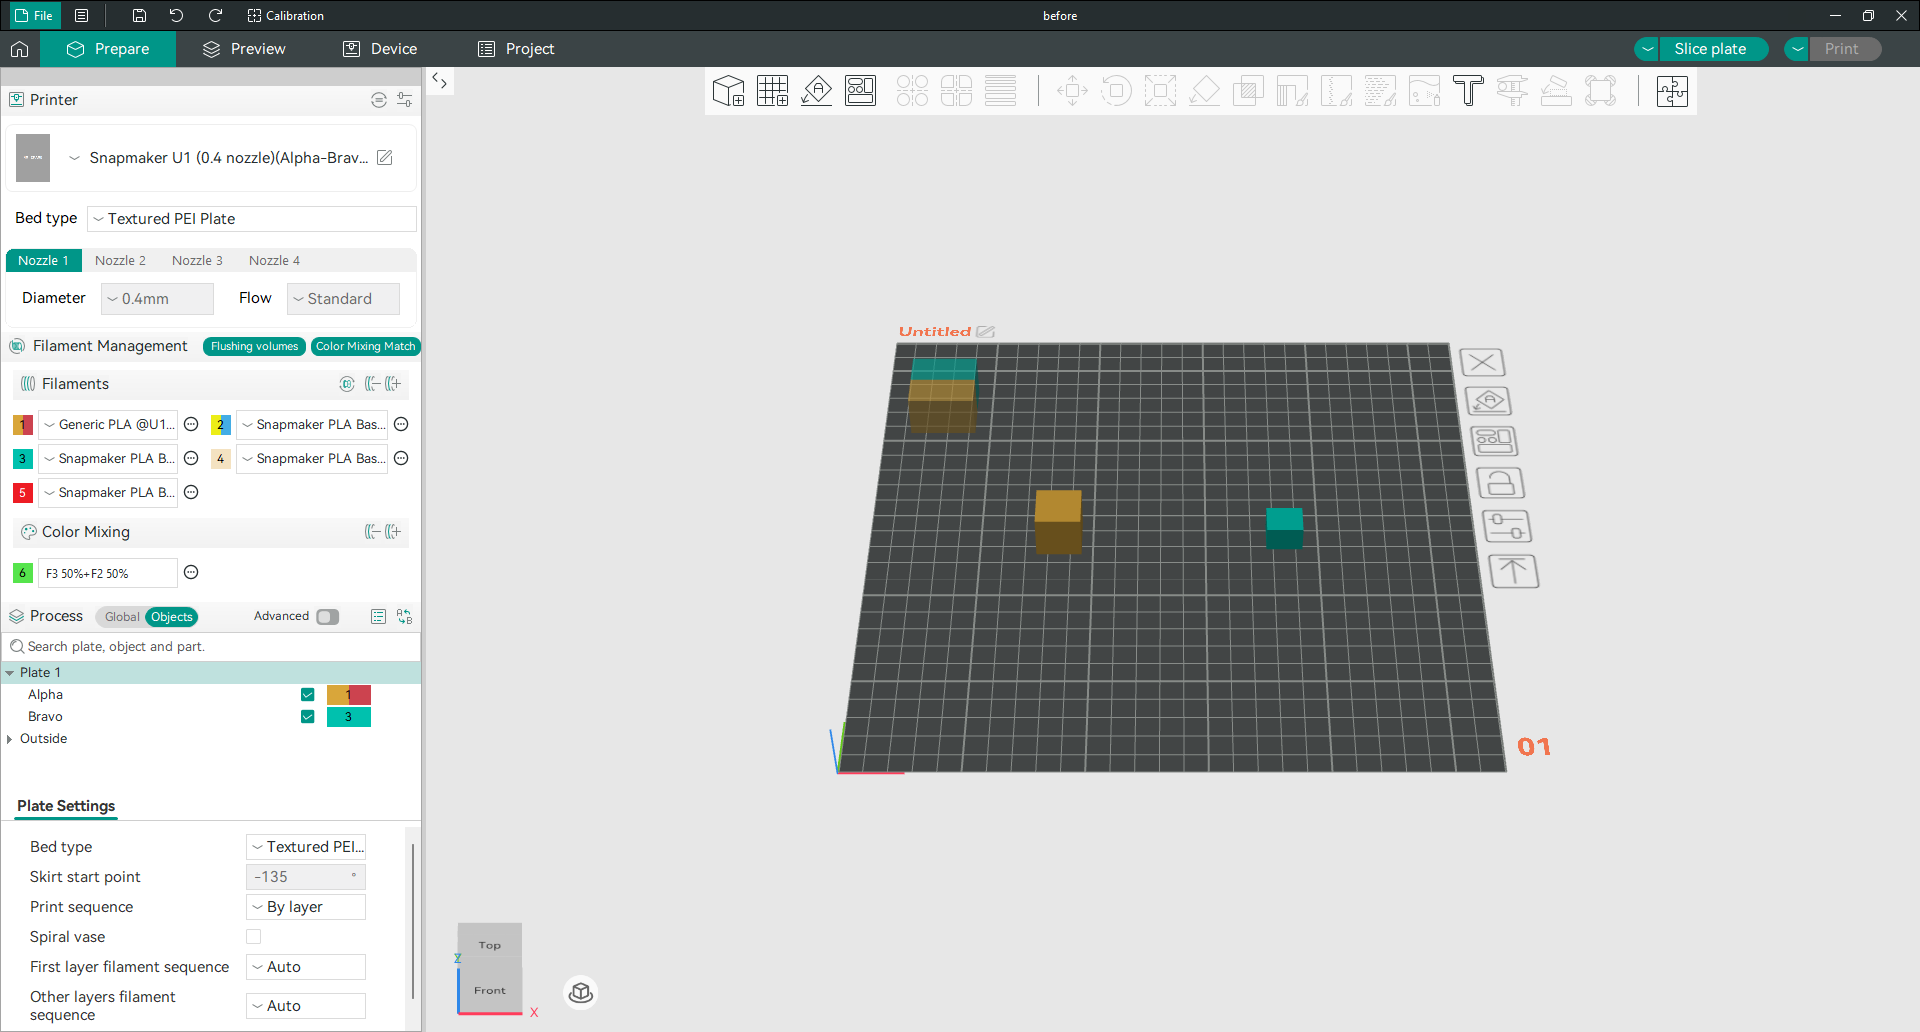 File
Calibration
before
Prepare
Preview
Device
Project
Slice plate
Print
Printer
Snapmaker U1 (0.4 nozzle)(Alpha-Brav...
Bed type
Textured PEI Plate
Nozzle 1
Nozzle 2
Nozzle 3
Nozzle 4
Diameter
0.4mm
Flow
Standard
Filament Management
Flushing volumes
Color Mixing Match
Filaments
1
Generic PLA @U1...
2
Snapmaker PLA Bas...
3
Snapmaker PLA B...
4
Snapmaker PLA Bas...
5
Snapmaker PLA B...
Color Mixing
6
F3 50%+F2 50%
Process
Global
Objects
Advanced
Search plate, object and part.
Plate 1
Alpha
1
Bravo
3
Outside
Plate Settings
Bed type
Textured PEI...
Skirt start point
-135
°
Print sequence
By layer
Spiral vase
First layer filament sequence
Auto
Other layers filament
sequence
Auto
Untitled
01
Top
Z
Front
X